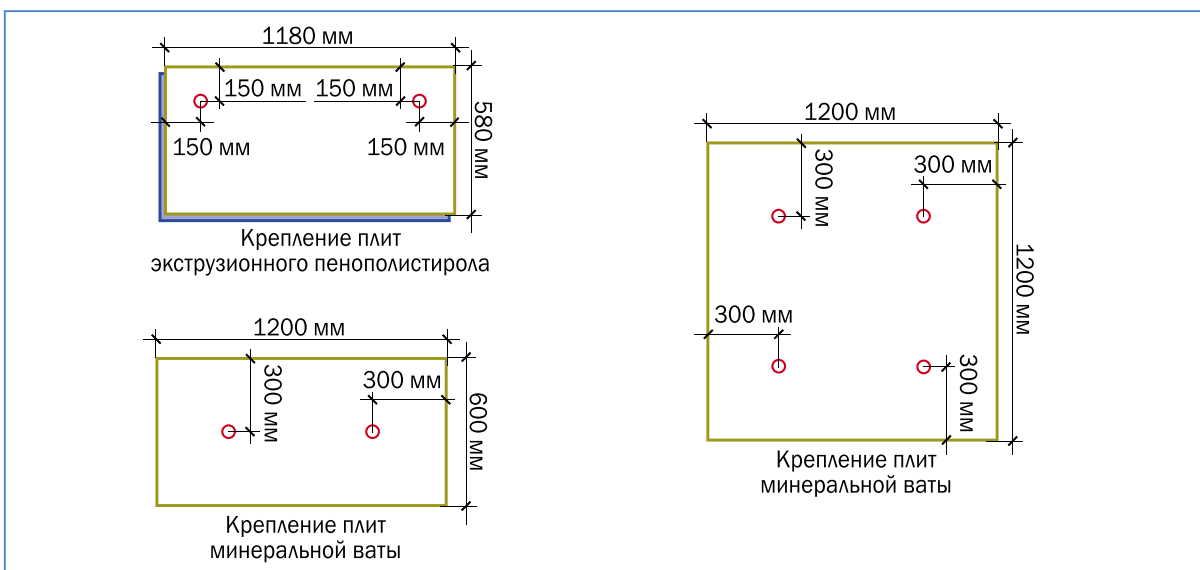 1180 мм
150 мм
150 мм
580 мм
150 мм
150 мм
Крепление плит
экструзионного пенополистирола
1200 мм
300 мм
300 мм
600 мм
Крепление плит
минеральной ваты
1200 мм
300 мм
300 мм
1200 мм
300 мм
300 мм
Крепление плит
минеральной ваты